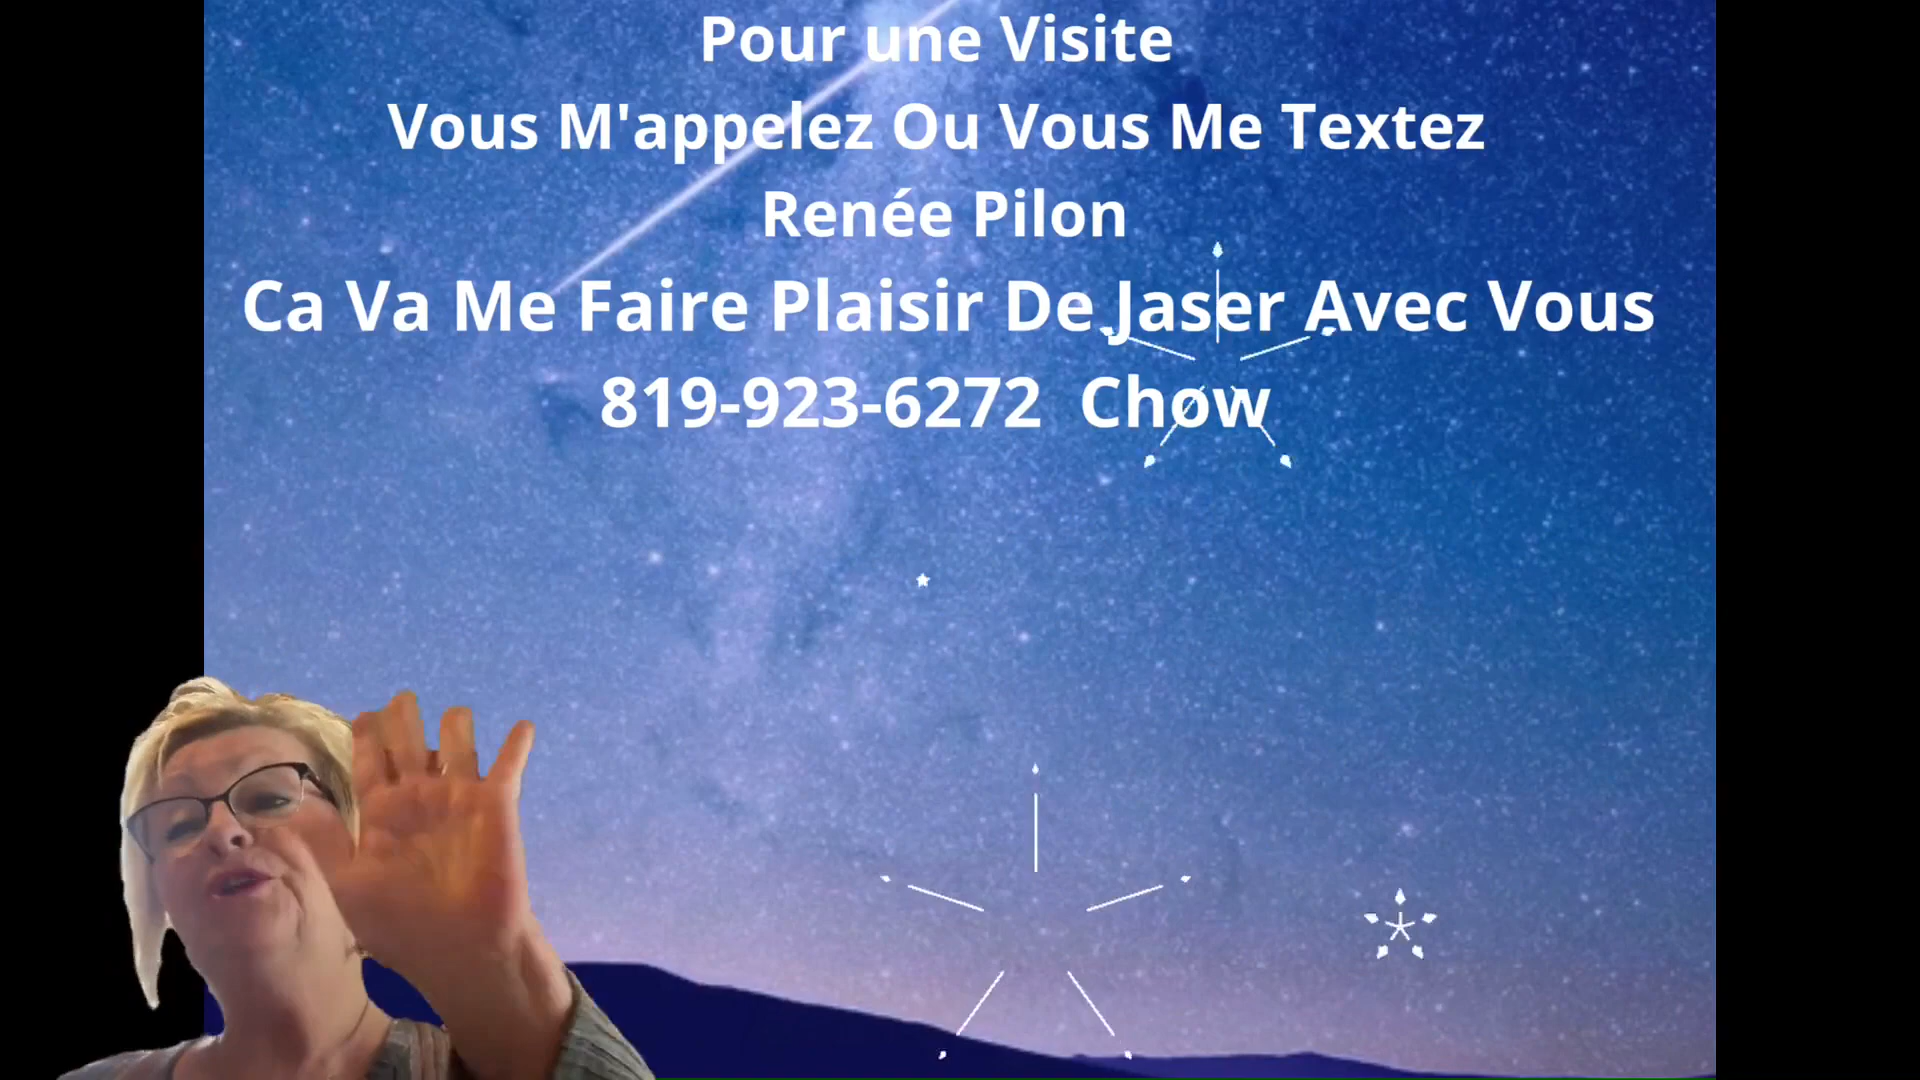 Pour une Visite
Vous M'appelez Ou Vous Me Textez
Renée Pilon
Ca Va Me Faire Plaisir De Jaser Avec Vous
819-923-6272  Chow